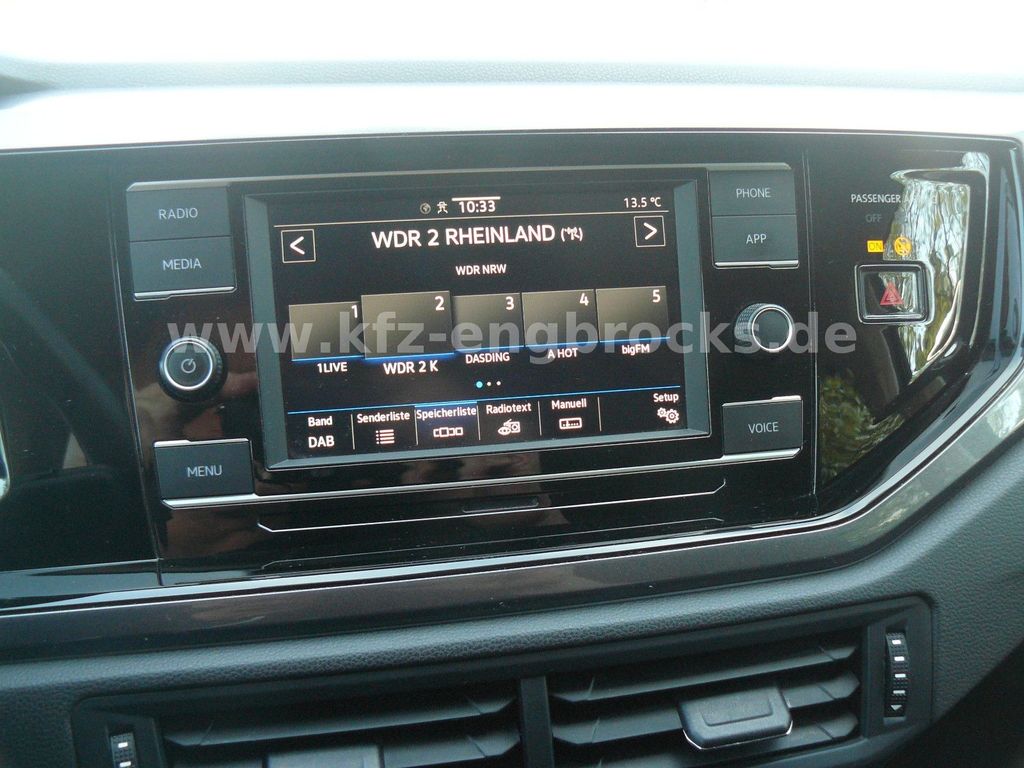 RADIO
MEDIA
MENU
10:33
13.5 °C
< WDR 2 RHEINLAND >
WDR NRW
1 2 3 4 5
1LIVE WDR 2 K DASDING A HOT bigFM
Band Senderliste Speicherliste Radiotext Manuell Setup
DAB
PHONE
APP
VOICE
PASSENGER
OFF
ON
www.kfz-engbrocks.de